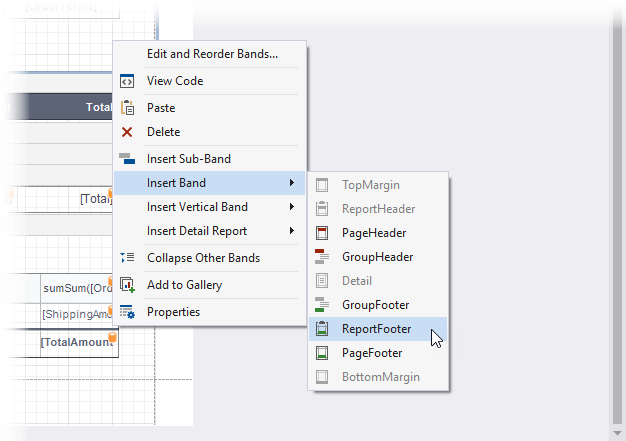 Edit and Reorder Bands...
View Code
Total
Paste
Delete
Insert Sub-Band
Insert Band
TopMargin
[Total]
Insert Vertical Band
ReportHeader
Insert Detail Report
PageHeader
Collapse Other Bands
GroupHeader
Add to Gallery
Detail
sumSum([Ord
GroupFooter
[ShippingAmo
Properties
ReportFooter
[TotalAmount
PageFooter
BottomMargin